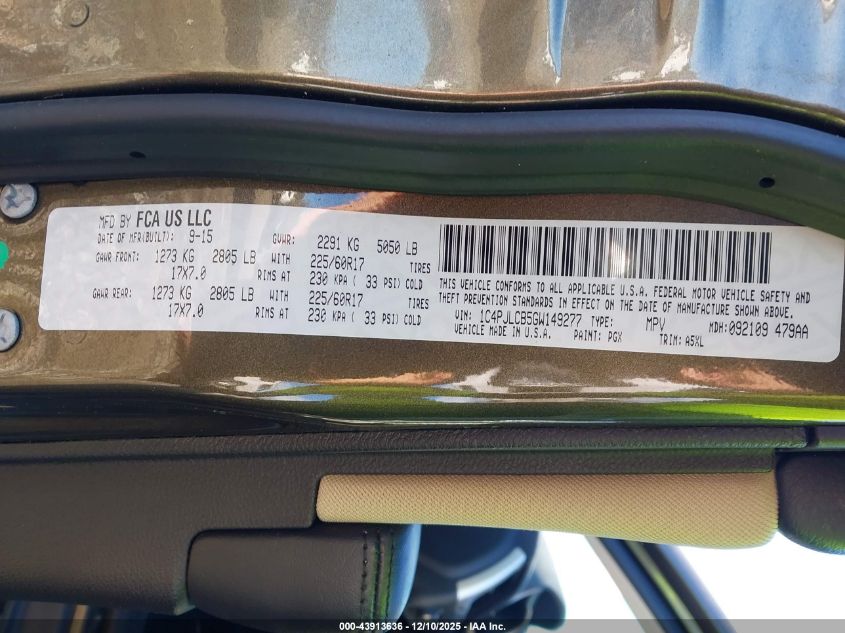 MFD BY FCA US LLC
DATE OF MFR(BUILT): 9-15 GVWR: 2291 KG 5050 LB
GAWR FRONT: 1273 KG 2805 LB WITH 225/60R17 TIRES
17X7.0 RIMS AT 230 KPA ( 33 PSI) COLD
GAWR REAR: 1273 KG 2805 LB WITH 225/60R17 TIRES
17X7.0 RIMS AT 230 KPA ( 33 PSI) COLD
THIS VEHICLE CONFORMS TO ALL APPLICABLE U.S.A. FEDERAL MOTOR VEHICLE SAFETY AND
THEFT PREVENTION STANDARDS IN EFFECT ON THE DATE OF MANUFACTURE SHOWN ABOVE.
VIN: 1C4PJLCB5GW149277 TYPE: MPV MDH: 092109 479AA
VEHICLE MADE IN U.S.A. PAINT: PGX TRIM: A5XL
000-43913636 - 12/10/2025 - IAA Inc.